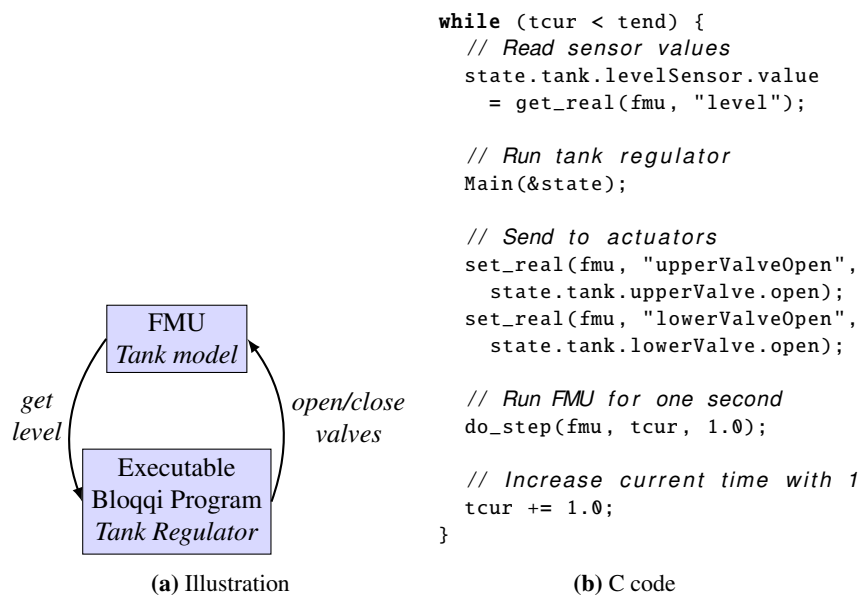 FMU
Tank model
get
level
open/close
valves
Executable
Bloqqi Program
Tank Regulator
(a) Illustration
while (tcur < tend) {
// Read sensor values
state.tank.levelSensor.value
= get_real(fmu, "level");
// Run tank regulator
Main(&state);
// Send to actuators
set_real(fmu, "upperValveOpen",
state.tank.upperValve.open);
set_real(fmu, "lowerValveOpen",
state.tank.lowerValve.open);
// Run FMU for one second
do_step(fmu, tcur, 1.0);
// Increase current time with 1
tcur += 1.0;
}
(b) C code